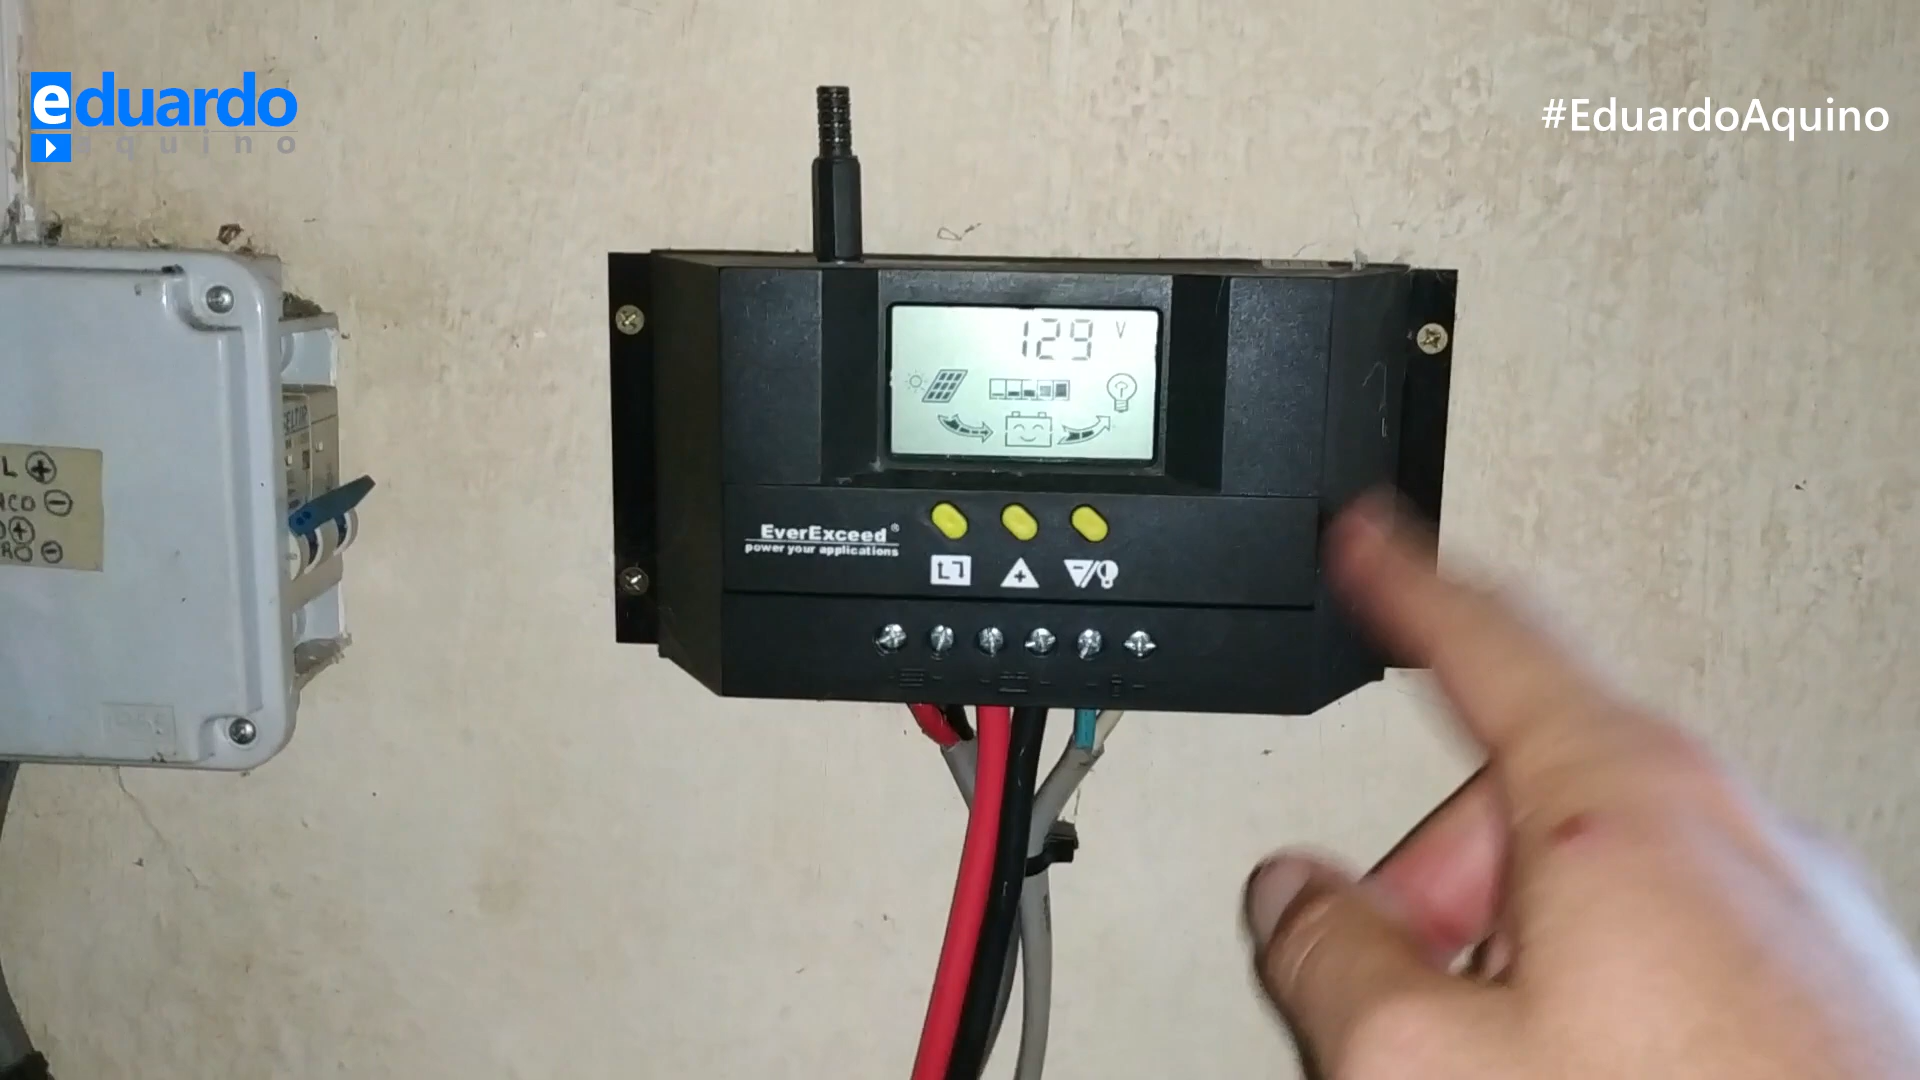 eduardo
aquino
#EduardoAquino
129 V
EverExceed®
power your applications
L +
-
+
-